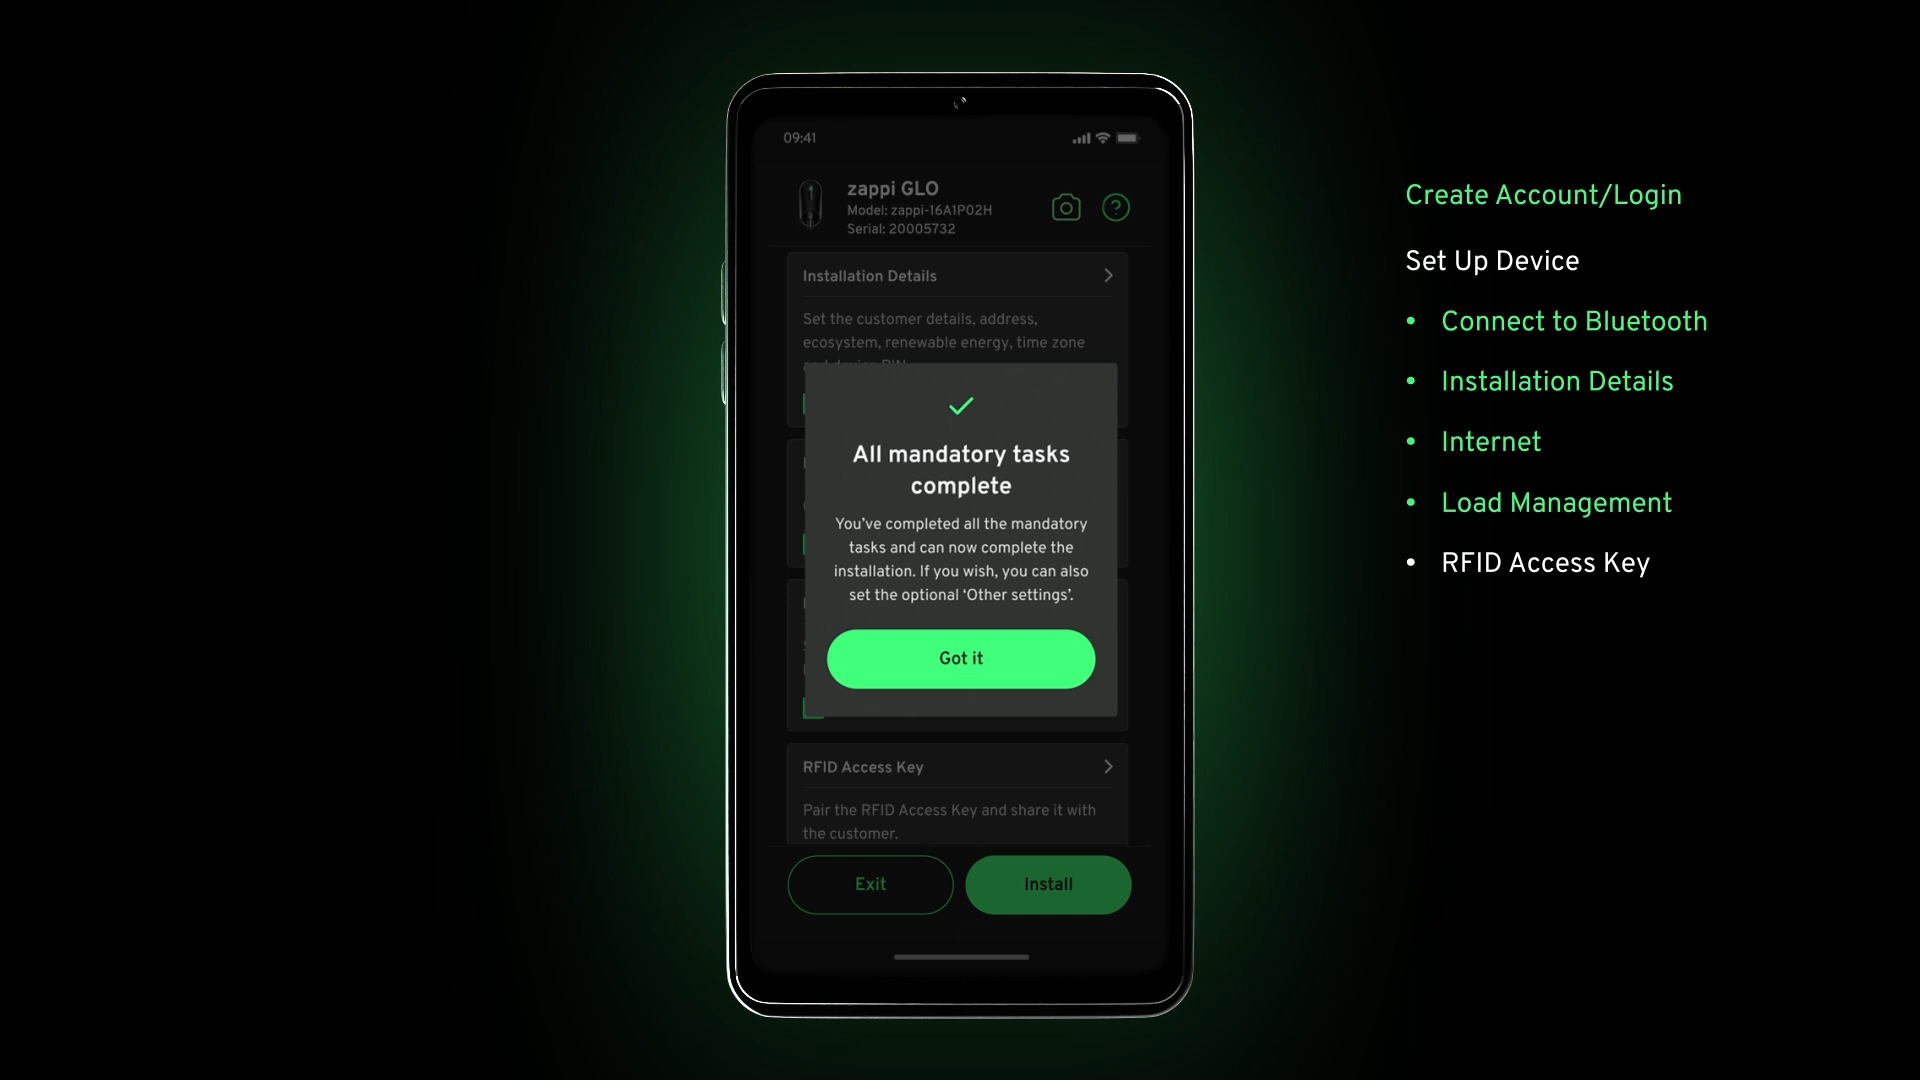 09:41
zappi GLO
Model: zappi-16A1P02H
Serial: 20005732
Installation Details
Set the customer details, address,
ecosystem, renewable energy, time zone
and device PIN
All mandatory tasks
complete
You’ve completed all the mandatory
tasks and can now complete the
installation. If you wish, you can also
set the optional ‘Other settings’.
Got it
RFID Access Key
Pair the RFID Access Key and share it with
the customer.
Exit
Install
Create Account/Login
Set Up Device
• Connect to Bluetooth
• Installation Details
• Internet
• Load Management
• RFID Access Key